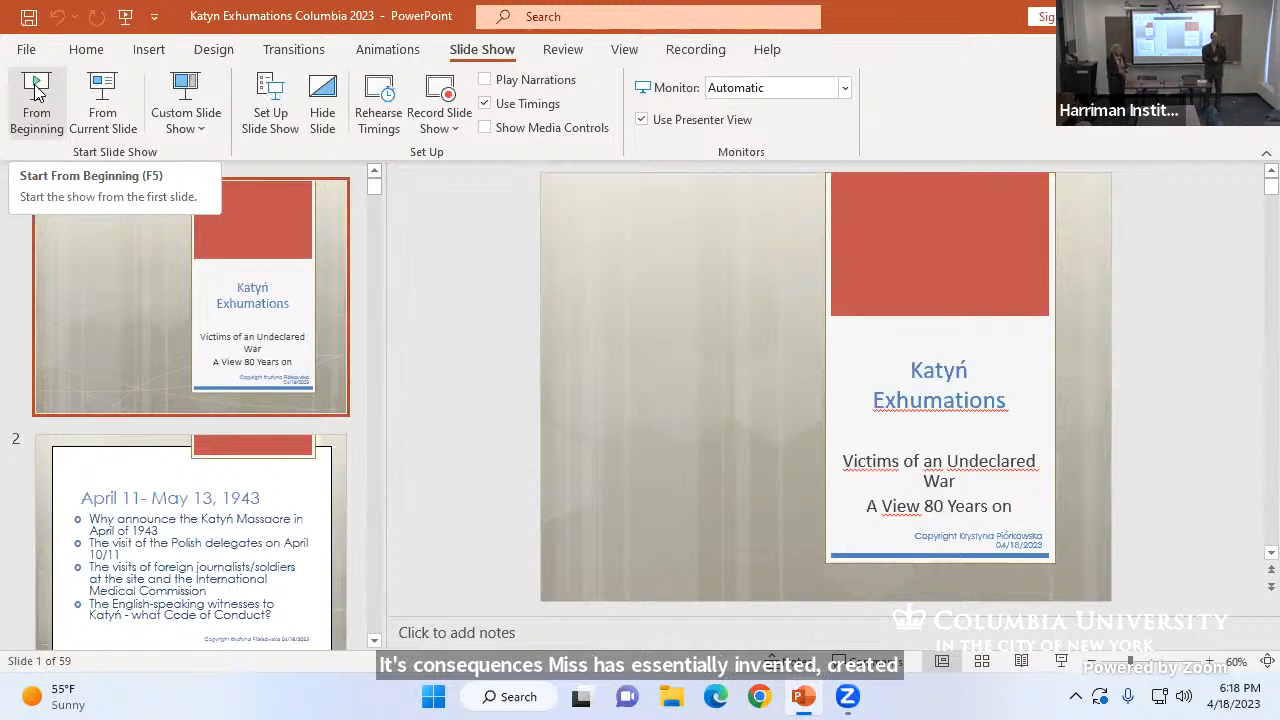 Katyn Exhumations Columbia 2023 - PowerPoint
Search
Sig
File Home Insert Design Transitions Animations Slide Show Review View Recording Help
From Beginning
From Current Slide
Custom Slide Show
Set Up Slide Show
Hide Slide
Rehearse Timings
Record Slide Show
Play Narrations
Use Timings
Show Media Controls
Monitor: Automatic
Use Presenter View
Start Slide Show
Set Up
Monitors
Harriman Instit...
Start From Beginning (F5)
Start the show from the first slide.
Katyń
Exhumations
Victims of an Undeclared
War
A View 80 Years on
Copyright Krystyna Piórkowska
04/18/2023
2
April 11- May 13, 1943
Why announce the Katyń Massacre in
April of 1943
The visit of the Polish delegates on April
10/11
The visits of foreign journalists/soldiers
at the site and the International
Medical Commission
The English-speaking witnesses to
Katyń - what Code of Conduct?
Copyright Krystyna Piórkowska 04/18/2023
Katyń
Exhumations
Victims of an Undeclared
War
A View 80 Years on
Copyright Krystyna Piórkowska
04/18/2023
Click to add notes
COLUMBIA UNIVERSITY
IN THE CITY OF NEW YORK
Slide 1 of 59
It's consequences Miss has essentially invented, created
Powered by Zoom
60%
55°F
Sunny
Search
6:18 PM
4/18/2023